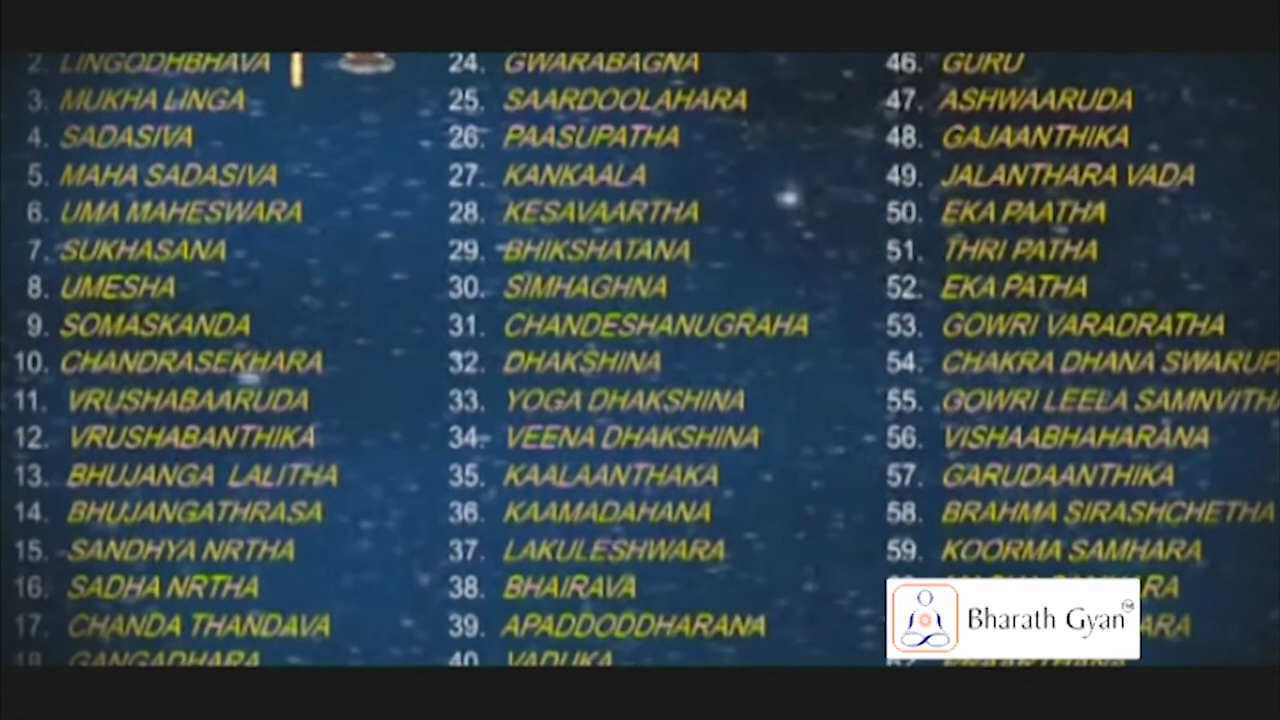 2. LINGODHBHAVA
3. MUKHA LINGA
4. SADASIVA
5. MAHA SADASIVA
6. UMA MAHESWARA
7. SUKHASANA
8. UMESHA
9. SOMASKANDA
10. CHANDRASEKHARA
11. VRUSHABAARUDA
12. VRUSHABANTHIKA
13. BHUJANGA LALITHA
14. BHUJANGATHRASA
15. SANDHYA NRTHA
16. SADHA NRTHA
17. CHANDA THANDAVA
18. GANGADHARA
24. GWARABAGNA
25. SAARDOOLAHARA
26. PAASUPATHA
27. KANKAALA
28. KESAVAARTHA
29. BHIKSHATANA
30. SIMHAGHNA
31. CHANDESHANUGRAHA
32. DHAKSHINA
33. YOGA DHAKSHINA
34. VEENA DHAKSHINA
35. KAALAANTHAKA
36. KAAMADAHANA
37. LAKULESHWARA
38. BHAIRAVA
39. APADDODDHARANA
40. VADUKA
46. GURU
47. ASHWAARUDA
48. GAJAANTHIKA
49. JALANTHARA VADA
50. EKA PAATHA
51. THRI PATHA
52. EKA PATHA
53. GOWRI VARADRATHA
54. CHAKRA DHANA SWARUP
55. GOWRI LEELA SAMNVITH
56. VISHAABHAHARANA
57. GARUDAANTHIKA
58. BRAHMA SIRASHCHETHA
59. KOORMA SAMHARA
Bharath Gyan